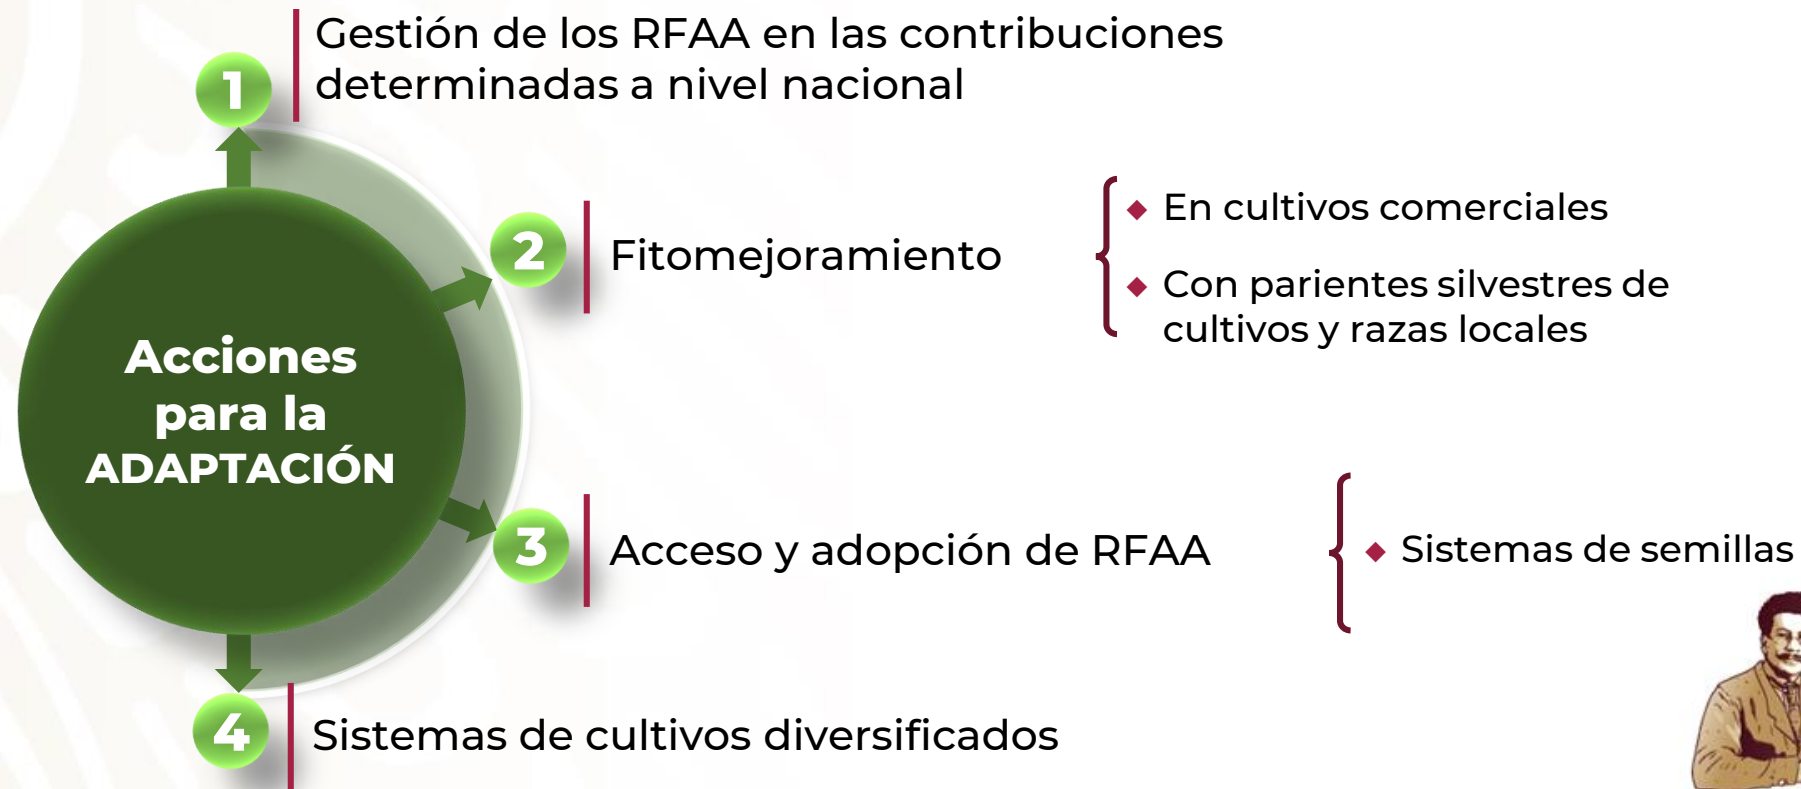 1
Gestión de los RFAA en las contribuciones
determinadas a nivel nacional
2
Fitomejoramiento
◆ En cultivos comerciales
◆ Con parientes silvestres de
cultivos y razas locales
Acciones
para la
ADAPTACIÓN
3
Acceso y adopción de RFAA
◆ Sistemas de semillas
4
Sistemas de cultivos diversificados